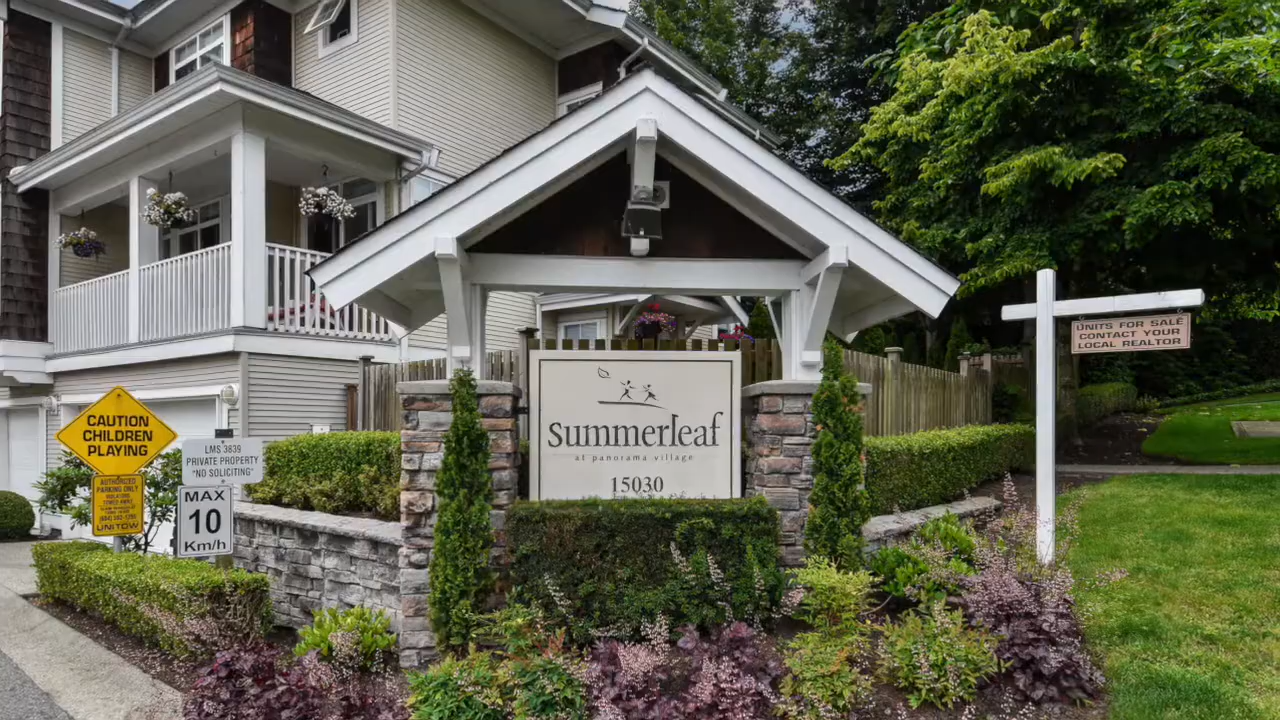 CAUTION
CHILDREN
PLAYING
AUTHORIZED
PARKING ONLY
UNITOW
LMS 3839
PRIVATE PROPERTY
"NO SOLICITING"
MAX
10
Km/h
Summerleaf
at panorama village
15030
UNITS FOR SALE
CONTACT YOUR
LOCAL REALTOR